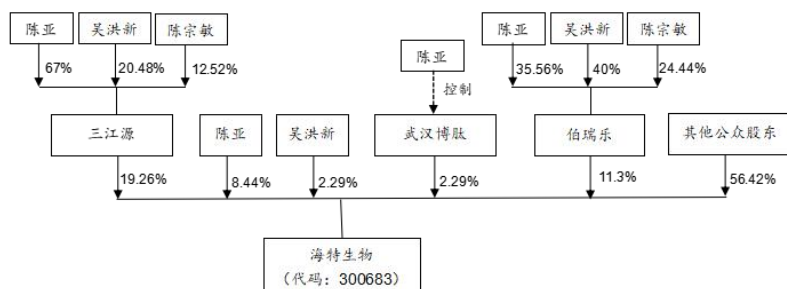 陈亚
吴洪新
陈宗敏
陈亚
吴洪新
陈宗敏
陈亚
67%
20.48%
12.52%
控制
35.56%
40%
24.44%
三江源
陈亚
吴洪新
武汉博肽
伯瑞乐
其他公众股东
19.26%
8.44%
2.29%
2.29%
11.3%
56.42%
海特生物
（代码：300683）